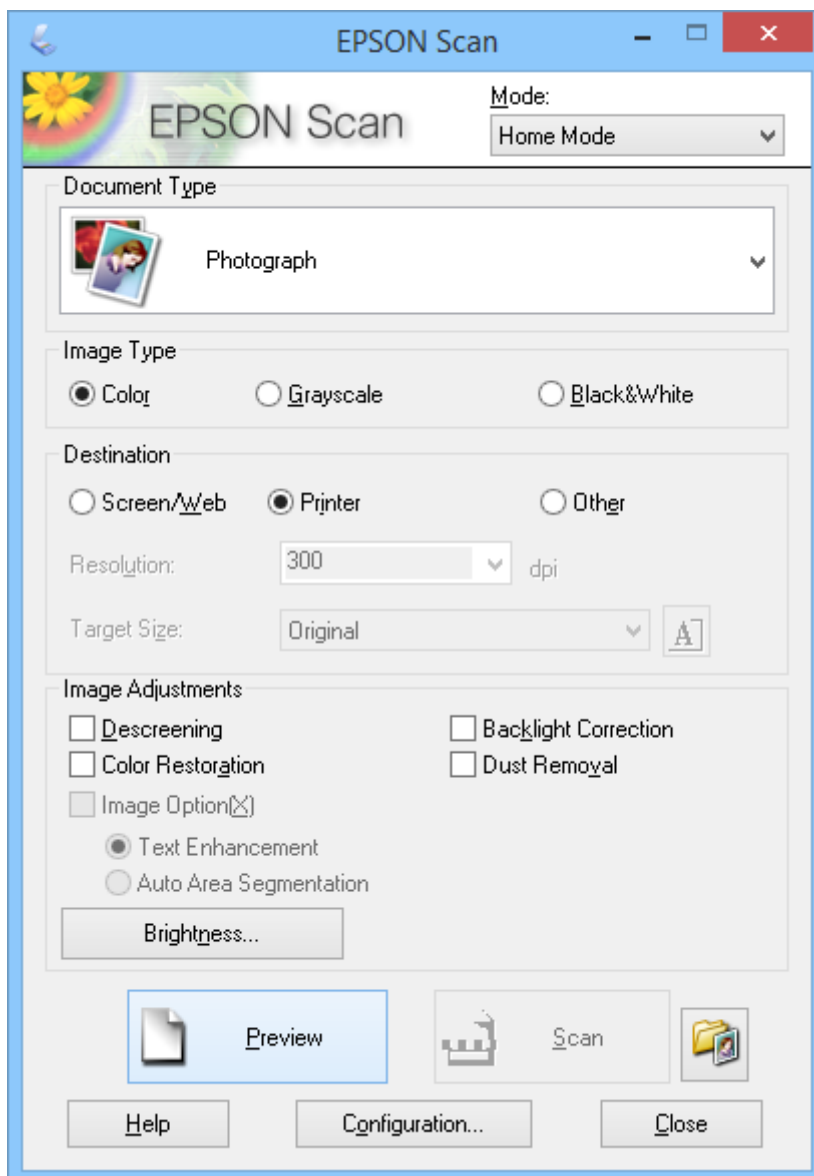 EPSON Scan
EPSON Scan
Mode:
Home Mode
Document Type
Photograph
Image Type
Color Grayscale Black&White
Destination
Screen/Web Printer Other
Resolution: 300 dpi
Target Size: Original A
Image Adjustments
Descreening Backlight Correction
Color Restoration Dust Removal
Image Option(X)
Text Enhancement
Auto Area Segmentation
Brightness...
Preview Scan
Help Configuration... Close